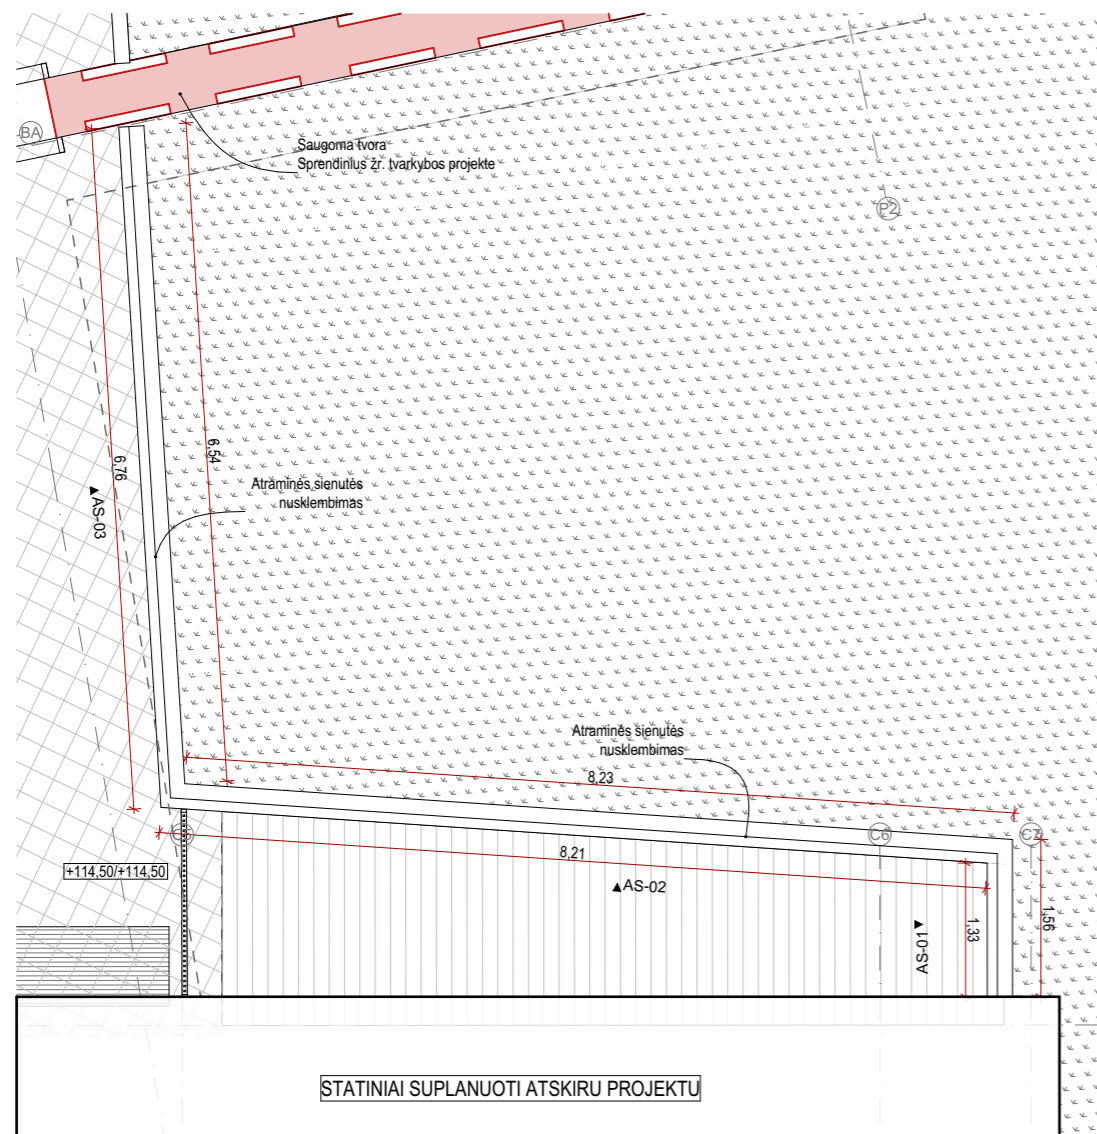 BA
Saugoma tvora
Sprendinius žr. tvarkybos projekte
P2
6,54
6,76
Atraminės sienutės
nusklembimas
▲AS-03
Atraminės sienutės
nusklembimas
8,23
C6
C7
8,21
+114,50/+114,50
▲AS-02
AS-01▲
1,33
1,56
STATINIAI SUPLANUOTI ATSKIRU PROJEKTU